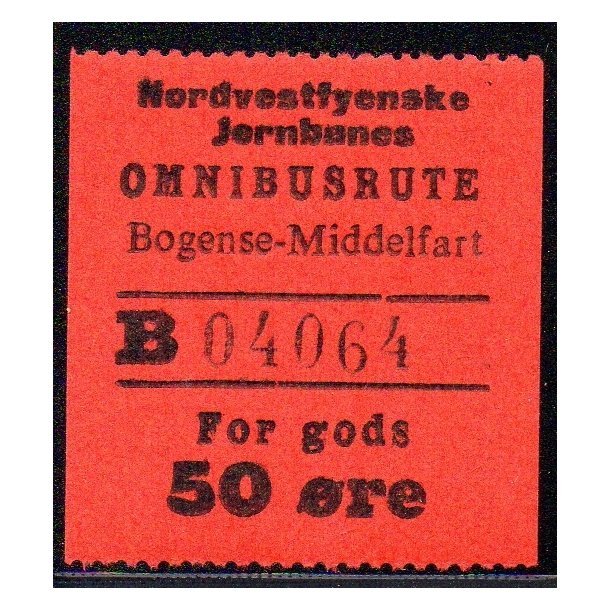 Nordvestfyenske
Jernbanes
OMNIBUSRUTE
Bogense-Middelfart
B 04064
For gods
50 øre